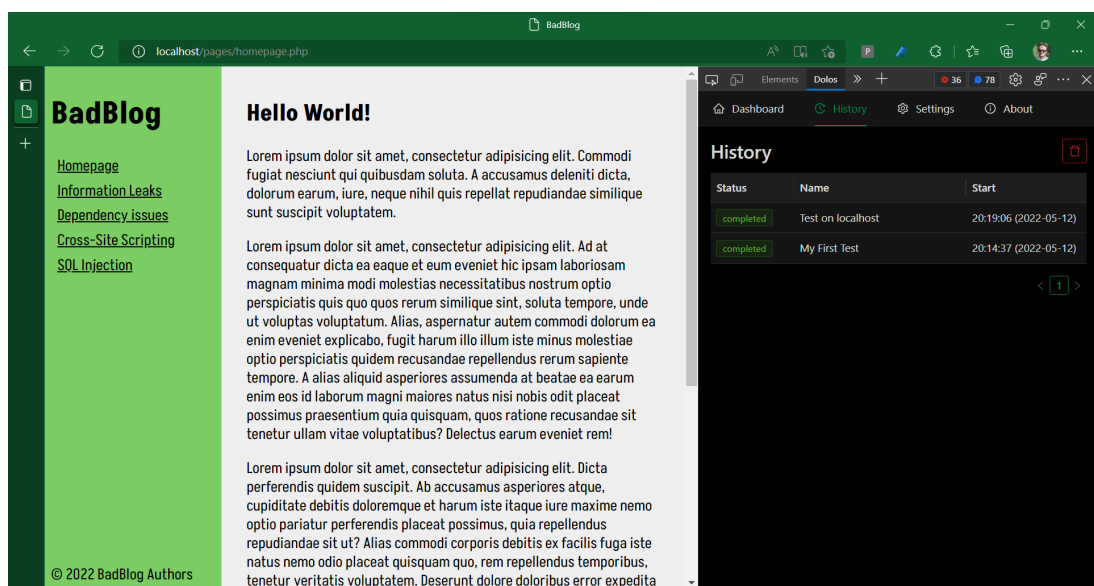 BadBlog
localhost/pages/homepage.php
BadBlog
Homepage
Information Leaks
Dependency issues
Cross-Site Scripting
SQL Injection
© 2022 BadBlog Authors
Hello World!
Lorem ipsum dolor sit amet, consectetur adipisicing elit. Commodi
fugiat nesciunt qui quibusdam soluta. A accusamus deleniti dicta,
dolorum earum, iure, neque nihil quis repellat repudiandae similique
sunt suscipit voluptatem.
Lorem ipsum dolor sit amet, consectetur adipisicing elit. Ad at
consequatur dicta ea eaque et eum eveniet hic ipsam laboriosam
magnam minima modi molestias necessitatibus nostrum optio
perspiciatis quis quo quos rerum similique sint, soluta tempore, unde
ut voluptas voluptatum. Alias, aspernatur autem commodi dolorum ea
enim eveniet explicabo, fugit harum illo illum iste minus molestiae
optio perspiciatis quidem recusandae repellendus rerum sapiente
tempore. A alias aliquid asperiores assumenda at beatae ea earum
enim eos id laborum magni maiores natus nisi nobis odit placeat
possimus praesentium quia quisquam, quos ratione recusandae sit
tenetur ullam vitae voluptatibus? Delectus earum eveniet rem!
Lorem ipsum dolor sit amet, consectetur adipisicing elit. Dicta
perferendis quidem suscipit. Ab accusamus asperiores atque,
cupiditate debitis doloremque et harum iste itaque iure maxime nemo
optio pariatur perferendis placeat possimus, quia repellendus
repudiandae sit ut? Alias commodi corporis debitis ex facilis fuga iste
natus nemo odio placeat quisquam quo, rem repellendus temporibus,
tenetur veritatis voluptatem. Deserunt dolore doloribus error expedita
Elements Dolos 36 78
Dashboard History Settings About
History
Status Name Start
completed Test on localhost 20:19:06 (2022-05-12)
completed My First Test 20:14:37 (2022-05-12)
< 1 >